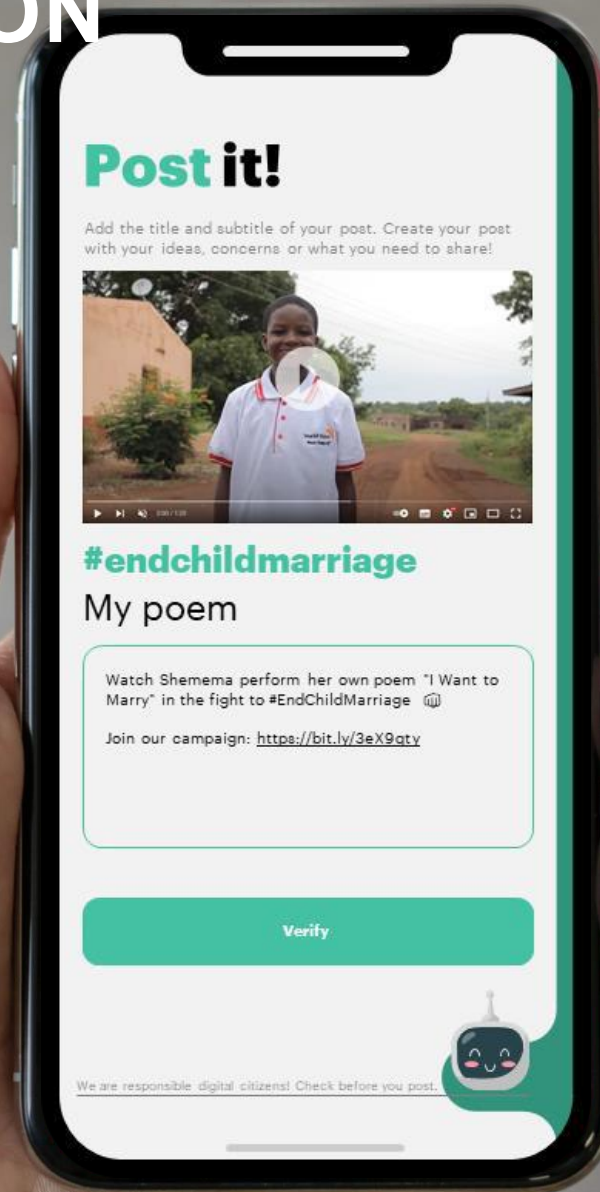 ON
Post it!
Add the title and subtitle of your post. Create your post
with your ideas, concerns or what you need to share!
#endchildmarriage
My poem
Watch Shemema perform her own poem "I Want to
Marry" in the fight to #EndChildMarriage
Join our campaign: https://bit.ly/3eX9qty
Verify
We are responsible digital citizens! Check before you post.